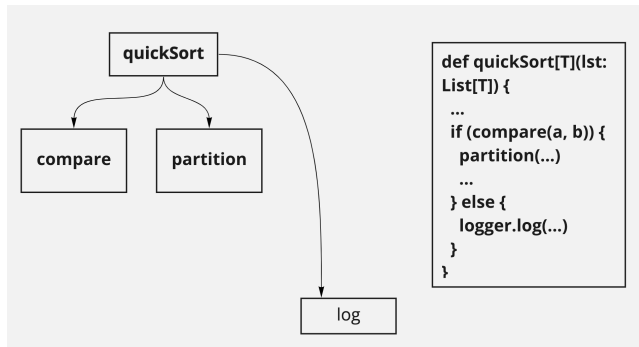 quickSort
compare
partition
log
def quickSort[T](lst:
List[T]) {
...
if (compare(a, b)) {
partition(...)
...
} else {
logger.log(...)
}
}